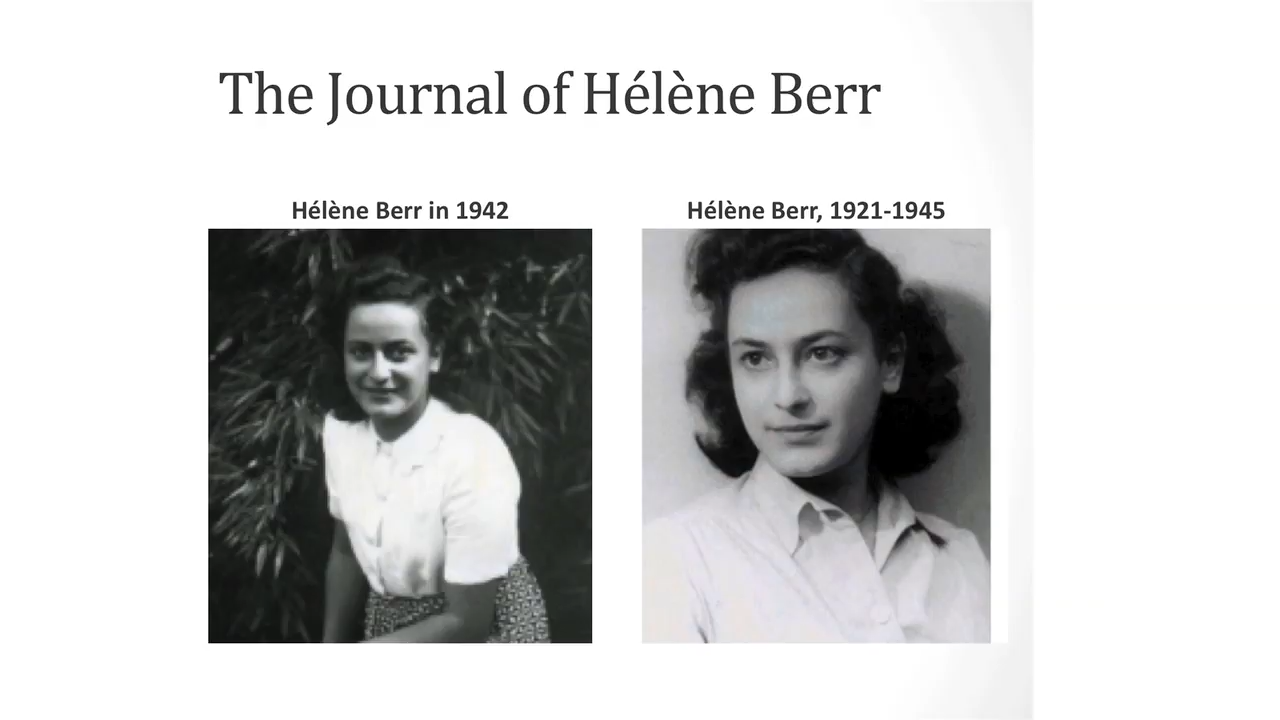 The Journal of Hélène Berr
Hélène Berr in 1942
Hélène Berr, 1921-1945